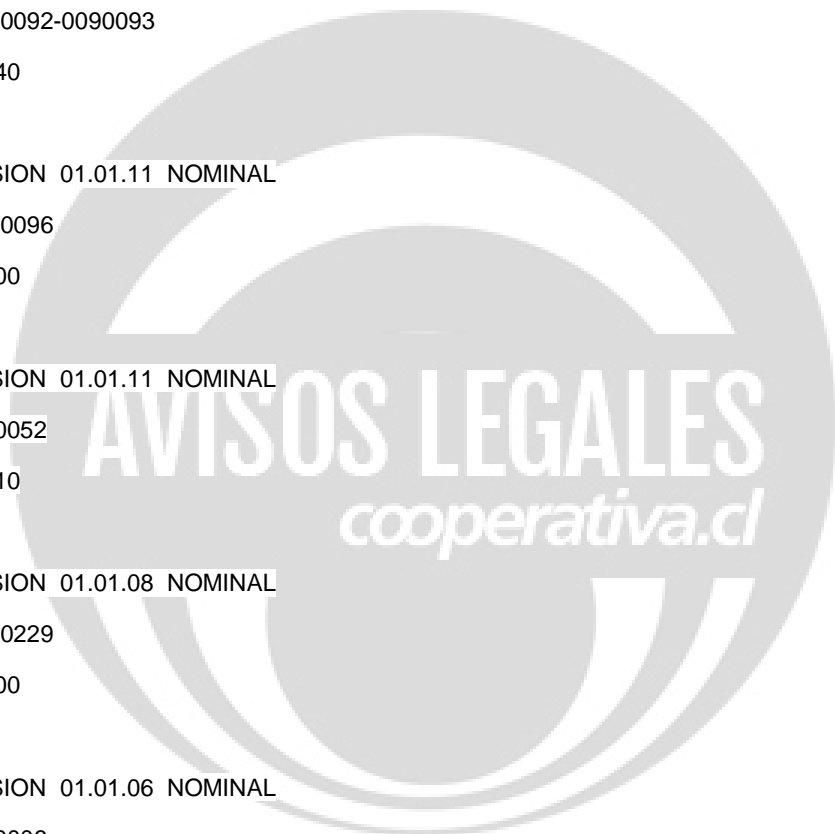 0092-0090093
40
SION 01.01.11 NOMINAL
0096
00
SION 01.01.11 NOMINAL
0052
10
AVISOS LEGALES
cooperativa.cl
SION 01.01.08 NOMINAL
0229
00
SION 01.01.06 NOMINAL